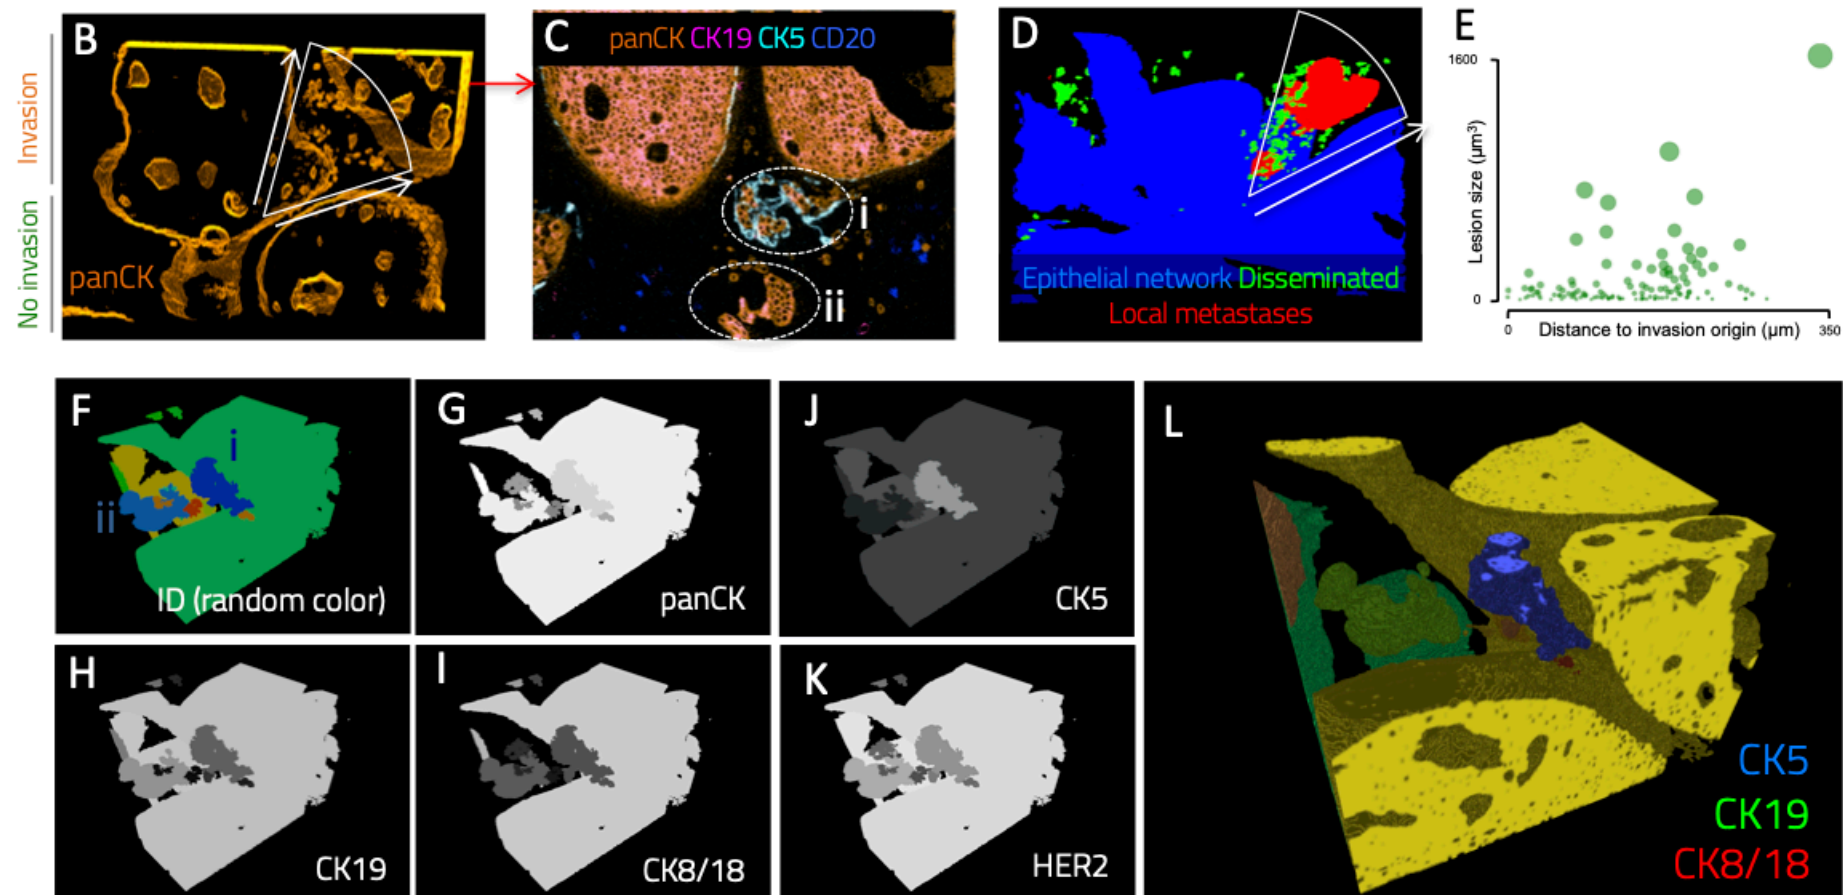 B
Invasion
No invasion
panCK
C
panCK CK19 CK5 CD20
i
ii
D
Epithelial network Disseminated
Local metastases
E
1600
Lesion size (µm³)
0
0
Distance to invasion origin (µm)
350
F
i
ii
ID (random color)
G
panCK
J
CK5
H
CK19
I
CK8/18
K
HER2
L
CK5
CK19
CK8/18